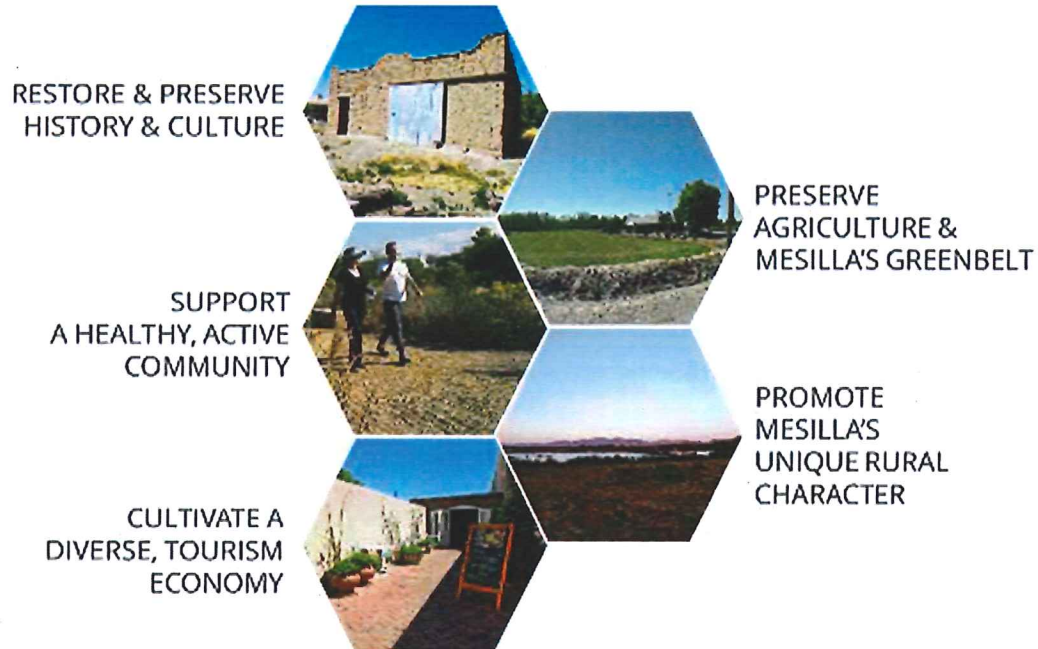 RESTORE & PRESERVE
HISTORY & CULTURE
PRESERVE
AGRICULTURE &
MESILLA'S GREENBELT
SUPPORT
A HEALTHY, ACTIVE
COMMUNITY
PROMOTE
MESILLA'S
UNIQUE RURAL
CHARACTER
CULTIVATE A
DIVERSE, TOURISM
ECONOMY